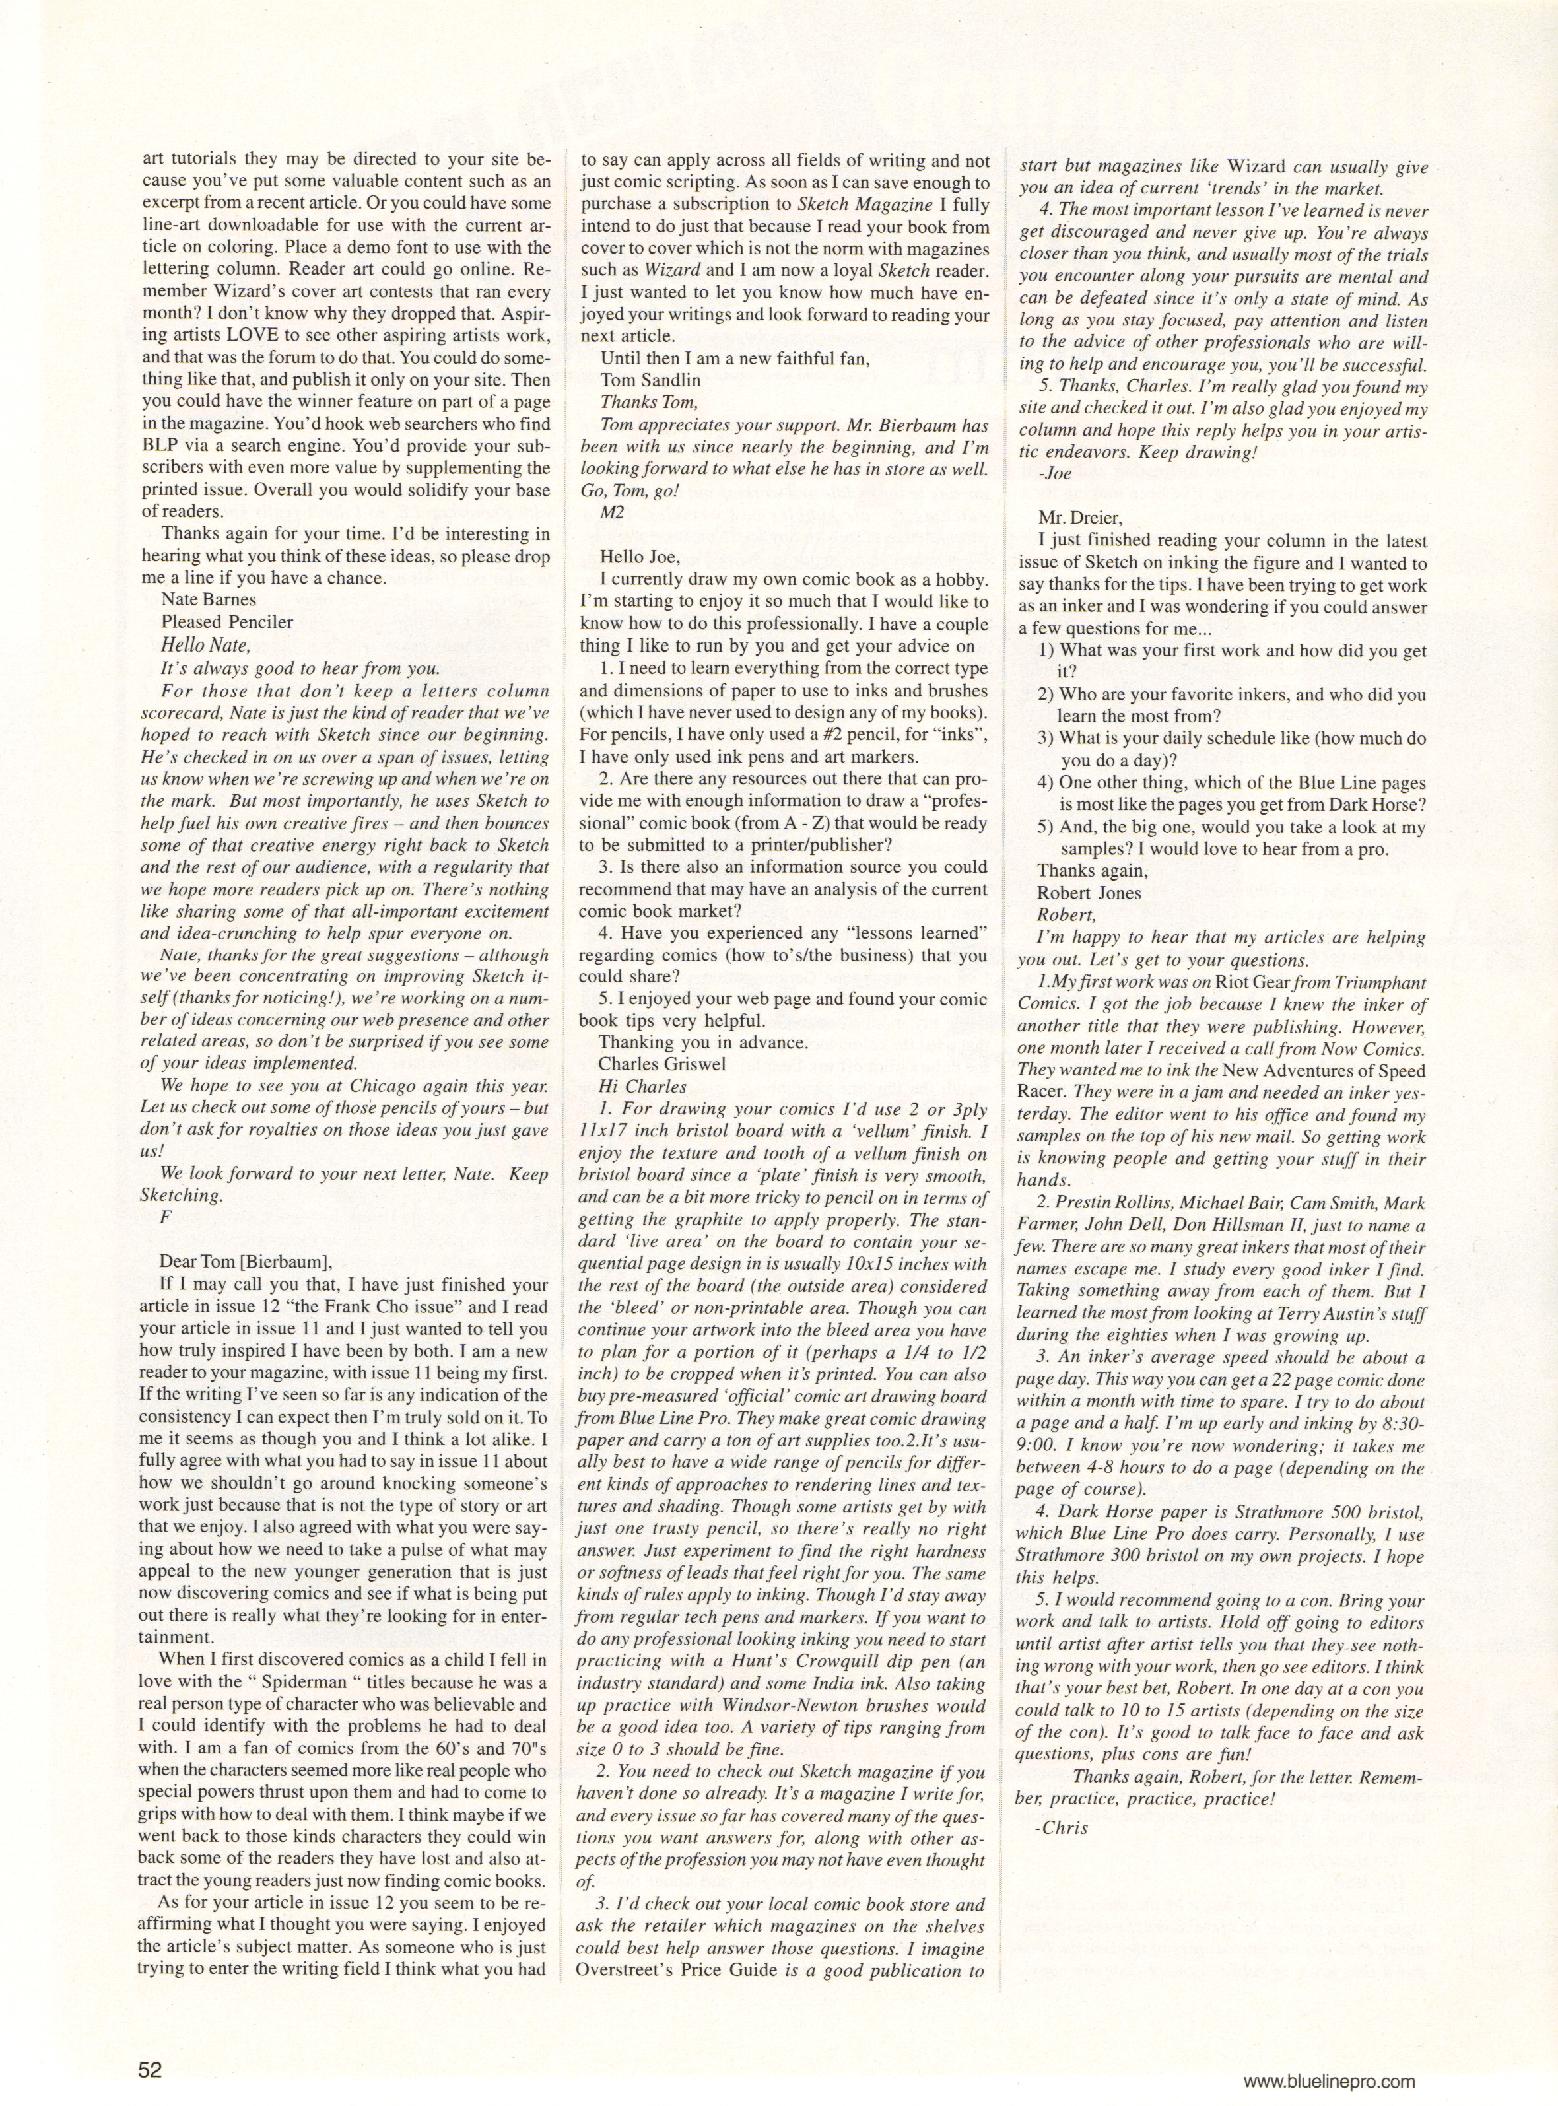 art tutorials they may be directed to your site be-
cause you've put some valuable content such as an
excerpt from a recent article. Or you could have some
line-art downloadable for use with the current ar-
ticle on coloring. Place a demo font to use with the
lettering column. Reader art could go online. Re-
member Wizard's cover art contests that ran every
month? I don't know why they dropped that. Aspir-
ing artists LOVE to see other aspiring artists work,
and that was the forum to do that. You could do some-
thing like that, and publish it only on your site. Then
you could have the winner feature on part of a page
in the magazine. You'd hook web searchers who find
BLP via a search engine. You'd provide your sub-
scribers with even more value by supplementing the
printed issue. Overall you would solidify your base
of readers.
Thanks again for your time. I'd be interesting in
hearing what you think of these ideas, so please drop
me a line if you have a chance.
Nate Barnes
Pleased Penciler
Hello Nate,
It's always good to hear from you.
For those that don't keep a letters column
scorecard, Nate is just the kind of reader that we've
hoped to reach with Sketch since our beginning.
He's checked in on us over a span of issues, letting
us know when we're screwing up and when we're on
the mark. But most importantly, he uses Sketch to
help fuel his own creative fires – and then bounces
some of that creative energy right back to Sketch
and the rest of our audience, with a regularity that
we hope more readers pick up on. There's nothing
like sharing some of that all-important excitement
and idea-crunching to help spur everyone on.
Nate, thanks for the great suggestions – although
we've been concentrating on improving Sketch it-
self (thanks for noticing!), we're working on a num-
ber of ideas concerning our web presence and other
related areas, so don't be surprised if you see some
of your ideas implemented.
We hope to see you at Chicago again this year.
Let us check out some of those pencils of yours – but
don't ask for royalties on those ideas you just gave
us!
We look forward to your next letter, Nate. Keep
Sketching.
F
Dear Tom [Bierbaum],
If I may call you that, I have just finished your
article in issue 12 “the Frank Cho issue” and I read
your article in issue 11 and I just wanted to tell you
how truly inspired I have been by both. I am a new
reader to your magazine, with issue 11 being my first.
If the writing I've seen so far is any indication of the
consistency I can expect then I'm truly sold on it. To
me it seems as though you and I think a lot alike. I
fully agree with what you had to say in issue 11 about
how we shouldn't go around knocking someone's
work just because that is not the type of story or art
that we enjoy. I also agreed with what you were say-
ing about how we need to take a pulse of what may
appeal to the new younger generation that is just
now discovering comics and see if what is being put
out there is really what they're looking for in enter-
tainment.
When I first discovered comics as a child I fell in
love with the “ Spiderman “ titles because he was a
real person type of character who was believable and
I could identify with the problems he had to deal
with. I am a fan of comics from the 60's and 70"s
when the characters seemed more like real people who
special powers thrust upon them and had to come to
grips with how to deal with them. I think maybe if we
went back to those kinds characters they could win
back some of the readers they have lost and also at-
tract the young readers just now finding comic books.
As for your article in issue 12 you seem to be re-
affirming what I thought you were saying. I enjoyed
the article's subject matter. As someone who is just
trying to enter the writing field I think what you had
to say can apply across all fields of writing and not
just comic scripting. As soon as I can save enough to
purchase a subscription to Sketch Magazine I fully
intend to do just that because I read your book from
cover to cover which is not the norm with magazines
such as Wizard and I am now a loyal Sketch reader.
I just wanted to let you know how much have en-
joyed your writings and look forward to reading your
next article.
Until then I am a new faithful fan,
Tom Sandlin
Thanks Tom,
Tom appreciates your support. Mr. Bierbaum has
been with us since nearly the beginning, and I'm
looking forward to what else he has in store as well.
Go, Tom, go!
M2
Hello Joe,
I currently draw my own comic book as a hobby.
I'm starting to enjoy it so much that I would like to
know how to do this professionally. I have a couple
thing I like to run by you and get your advice on
1. I need to learn everything from the correct type
and dimensions of paper to use to inks and brushes
(which I have never used to design any of my books).
For pencils, I have only used a #2 pencil, for “inks”,
I have only used ink pens and art markers.
2. Are there any resources out there that can pro-
vide me with enough information to draw a “profes-
sional” comic book (from A - Z) that would be ready
to be submitted to a printer/publisher?
3. Is there also an information source you could
recommend that may have an analysis of the current
comic book market?
4. Have you experienced any “lessons learned”
regarding comics (how to's/the business) that you
could share?
5. I enjoyed your web page and found your comic
book tips very helpful.
Thanking you in advance.
Charles Griswel
Hi Charles
1. For drawing your comics I'd use 2 or 3ply
11x17 inch bristol board with a ‘vellum’ finish. I
enjoy the texture and tooth of a vellum finish on
bristol board since a ‘plate’ finish is very smooth,
and can be a bit more tricky to pencil on in terms of
getting the graphite to apply properly. The stan-
dard ‘live area’ on the board to contain your se-
quential page design in is usually 10x15 inches with
the rest of the board (the outside area) considered
the ‘bleed’ or non-printable area. Though you can
continue your artwork into the bleed area you have
to plan for a portion of it (perhaps a 1/4 to 1/2
inch) to be cropped when it's printed. You can also
buy pre-measured ‘official’ comic art drawing board
from Blue Line Pro. They make great comic drawing
paper and carry a ton of art supplies too.2.It's usu-
ally best to have a wide range of pencils for differ-
ent kinds of approaches to rendering lines and tex-
tures and shading. Though some artists get by with
just one trusty pencil, so there's really no right
answer. Just experiment to find the right hardness
or softness of leads that feel right for you. The same
kinds of rules apply to inking. Though I'd stay away
from regular tech pens and markers. If you want to
do any professional looking inking you need to start
practicing with a Hunt's Crowquill dip pen (an
industry standard) and some India ink. Also taking
up practice with Windsor-Newton brushes would
be a good idea too. A variety of tips ranging from
size 0 to 3 should be fine.
2. You need to check out Sketch magazine if you
haven't done so already. It's a magazine I write for,
and every issue so far has covered many of the ques-
tions you want answers for, along with other as-
pects of the profession you may not have even thought
of.
3. I'd check out your local comic book store and
ask the retailer which magazines on the shelves
could best help answer those questions. I imagine
Overstreet's Price Guide is a good publication to
start but magazines like Wizard can usually give
you an idea of current ‘trends’ in the market.
4. The most important lesson I've learned is never
get discouraged and never give up. You're always
closer than you think, and usually most of the trials
you encounter along your pursuits are mental and
can be defeated since it's only a state of mind. As
long as you stay focused, pay attention and listen
to the advice of other professionals who are will-
ing to help and encourage you, you'll be successful.
5. Thanks, Charles. I'm really glad you found my
site and checked it out. I'm also glad you enjoyed my
column and hope this reply helps you in your artis-
tic endeavors. Keep drawing!
-Joe
Mr. Dreier,
I just finished reading your column in the latest
issue of Sketch on inking the figure and I wanted to
say thanks for the tips. I have been trying to get work
as an inker and I was wondering if you could answer
a few questions for me...
1) What was your first work and how did you get
it?
2) Who are your favorite inkers, and who did you
learn the most from?
3) What is your daily schedule like (how much do
you do a day)?
4) One other thing, which of the Blue Line pages
is most like the pages you get from Dark Horse?
5) And, the big one, would you take a look at my
samples? I would love to hear from a pro.
Thanks again,
Robert Jones
Robert,
I'm happy to hear that my articles are helping
you out. Let's get to your questions.
1.My first work was on Riot Gear from Triumphant
Comics. I got the job because I knew the inker of
another title that they were publishing. However,
one month later I received a call from Now Comics.
They wanted me to ink the New Adventures of Speed
Racer. They were in a jam and needed an inker yes-
terday. The editor went to his office and found my
samples on the top of his new mail. So getting work
is knowing people and getting your stuff in their
hands.
2. Prestin Rollins, Michael Bair, Cam Smith, Mark
Farmer, John Dell, Don Hillsman II, just to name a
few. There are so many great inkers that most of their
names escape me. I study every good inker I find.
Taking something away from each of them. But I
learned the most from looking at Terry Austin's stuff
during the eighties when I was growing up.
3. An inker's average speed should be about a
page day. This way you can get a 22 page comic done
within a month with time to spare. I try to do about
a page and a half. I'm up early and inking by 8:30-
9:00. I know you're now wondering; it takes me
between 4-8 hours to do a page (depending on the
page of course).
4. Dark Horse paper is Strathmore 500 bristol,
which Blue Line Pro does carry. Personally, I use
Strathmore 300 bristol on my own projects. I hope
this helps.
5. I would recommend going to a con. Bring your
work and talk to artists. Hold off going to editors
until artist after artist tells you that they see noth-
ing wrong with your work, then go see editors. I think
that's your best bet, Robert. In one day at a con you
could talk to 10 to 15 artists (depending on the size
of the con). It's good to talk face to face and ask
questions, plus cons are fun!
Thanks again, Robert, for the letter. Remem-
ber, practice, practice, practice!
-Chris
52
www.bluelinepro.com